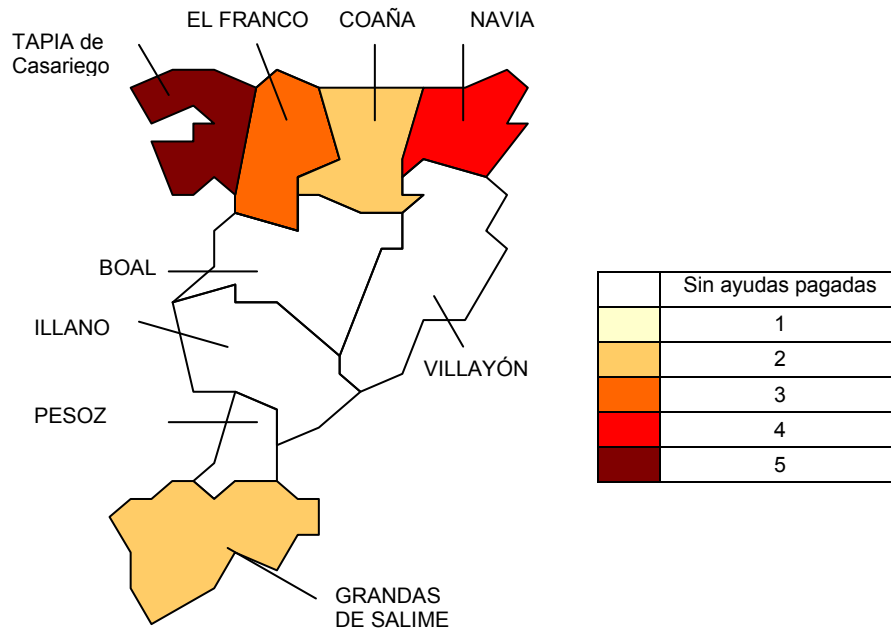 EL FRANCO
COAÑA
NAVIA
TAPIA de
Casariego
BOAL
ILLANO
VILLAYÓN
PESOZ
GRANDAS
DE SALIME
Sin ayudas pagadas
1
2
3
4
5